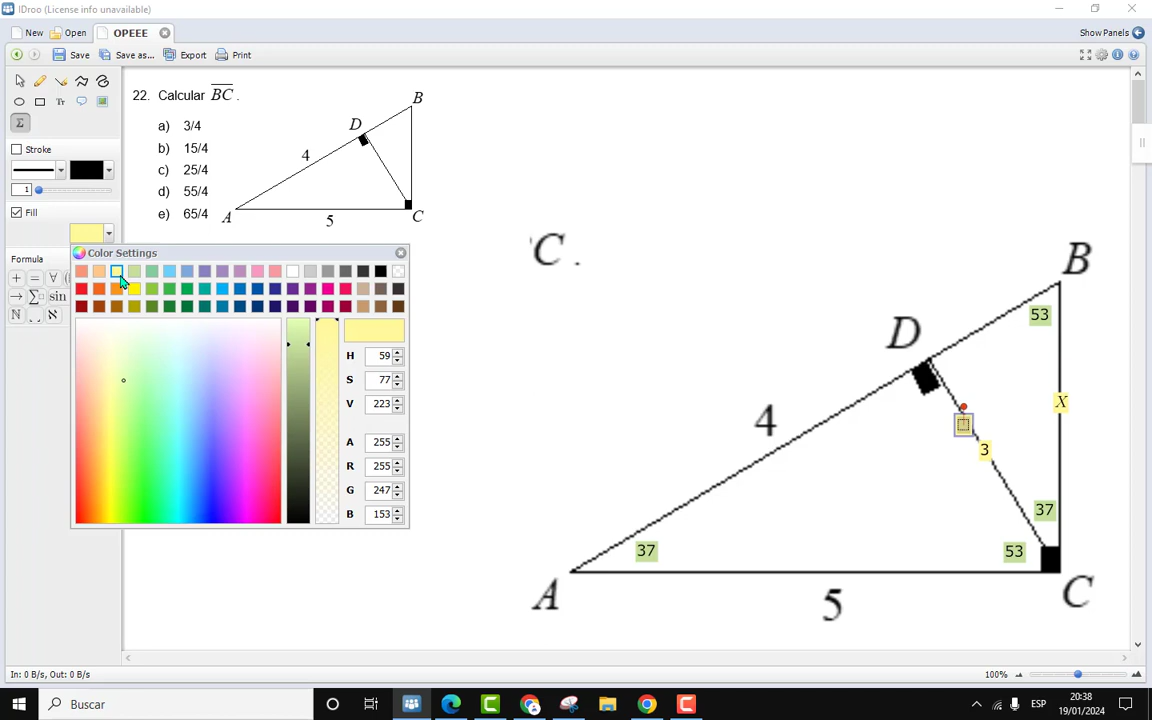 IDroo (License info unavailable)
New Open OPEEE Show Panels
Save Save as... Export Print
22. Calcular BC .
a) 3/4
b) 15/4
c) 25/4
d) 55/4
e) 65/4
B
D
4
A
5
C
Tr
Σ
Stroke
1
Fill
Formula
+ = ∀
→ Σ sin
ℕ ℵ
Color Settings
H 59
S 77
V 223
A 255
R 255
G 247
B 153
C .
B
53
D
4
X
3
37
37
53
A
5
C
In: 0 B/s, Out: 0 B/s
100%
Buscar
ESP
20:38
19/01/2024